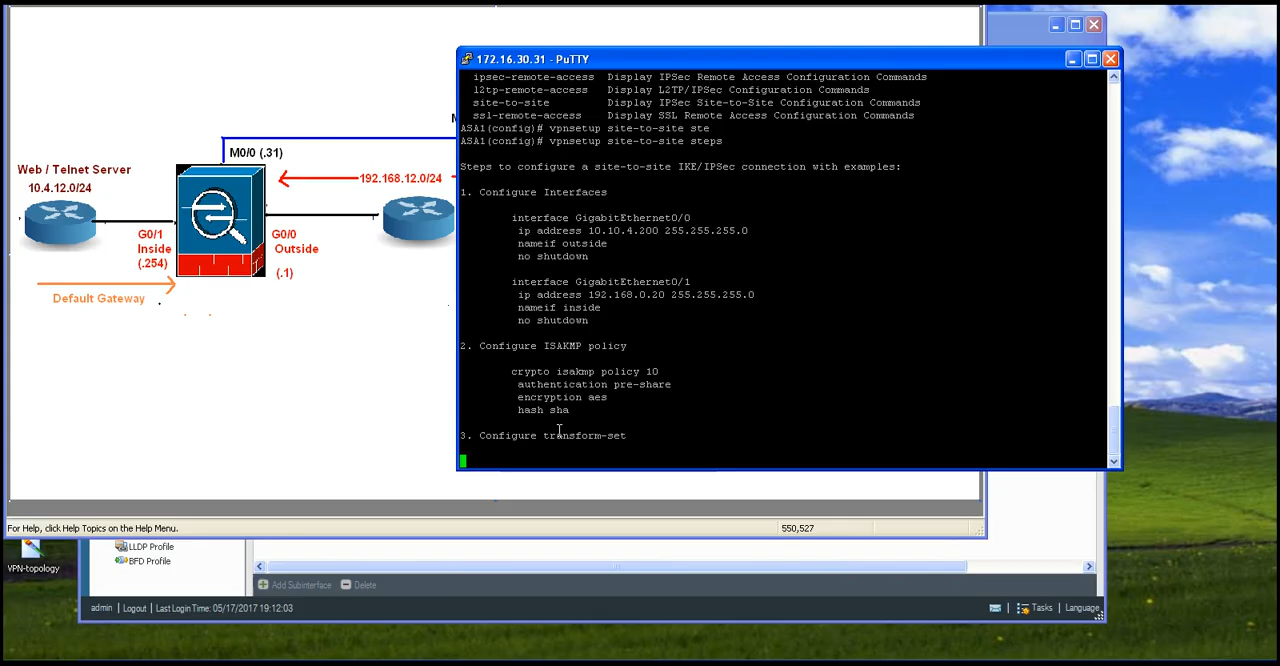 M
M0/0 (.31)
Web / Telnet Server
10.4.12.0/24
192.168.12.0/24
G0/1
Inside
(.254)
G0/0
Outside
(.1)
Default Gateway
172.16.30.31 - PuTTY
ipsec-remote-access Display IPSec Remote Access Configuration Commands
l2tp-remote-access Display L2TP/IPSec Configuration Commands
site-to-site Display IPSec Site-to-Site Configuration Commands
ssl-remote-access Display SSL Remote Access Configuration Commands
ASA1(config)# vpnsetup site-to-site ste
ASA1(config)# vpnsetup site-to-site steps
Steps to configure a site-to-site IKE/IPSec connection with examples:
1. Configure Interfaces
interface GigabitEthernet0/0
ip address 10.10.4.200 255.255.255.0
nameif outside
no shutdown
interface GigabitEthernet0/1
ip address 192.168.0.20 255.255.255.0
nameif inside
no shutdown
2. Configure ISAKMP policy
crypto isakmp policy 10
authentication pre-share
encryption aes
hash sha
3. Configure transform-set
For Help, click Help Topics on the Help Menu.
550,527
VPN-topology
LLDP Profile
BFD Profile
Add Subinterface
Delete
admin | Logout | Last Login Time: 05/17/2017 19:12:03
Tasks | Language